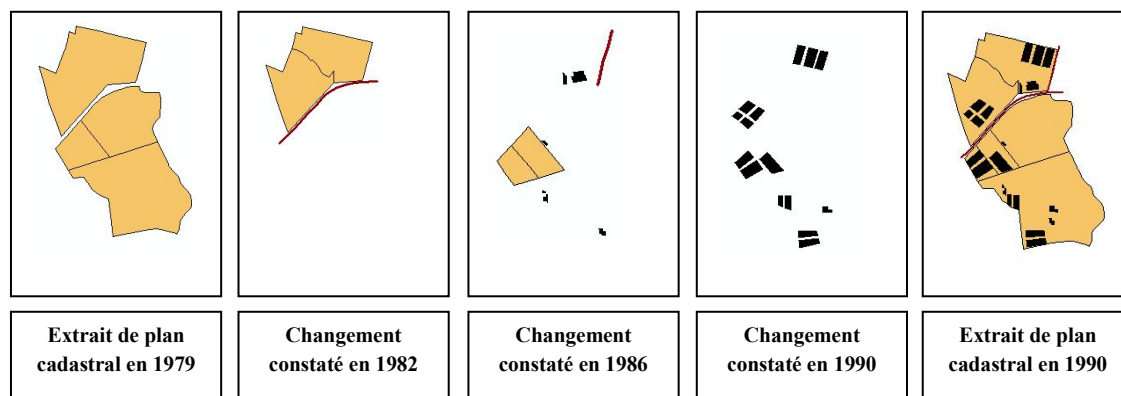 Extrait de plan
cadastral en 1979
Changement
constaté en 1982
Changement
constaté en 1986
Changement
constaté en 1990
Extrait de plan
cadastral en 1990